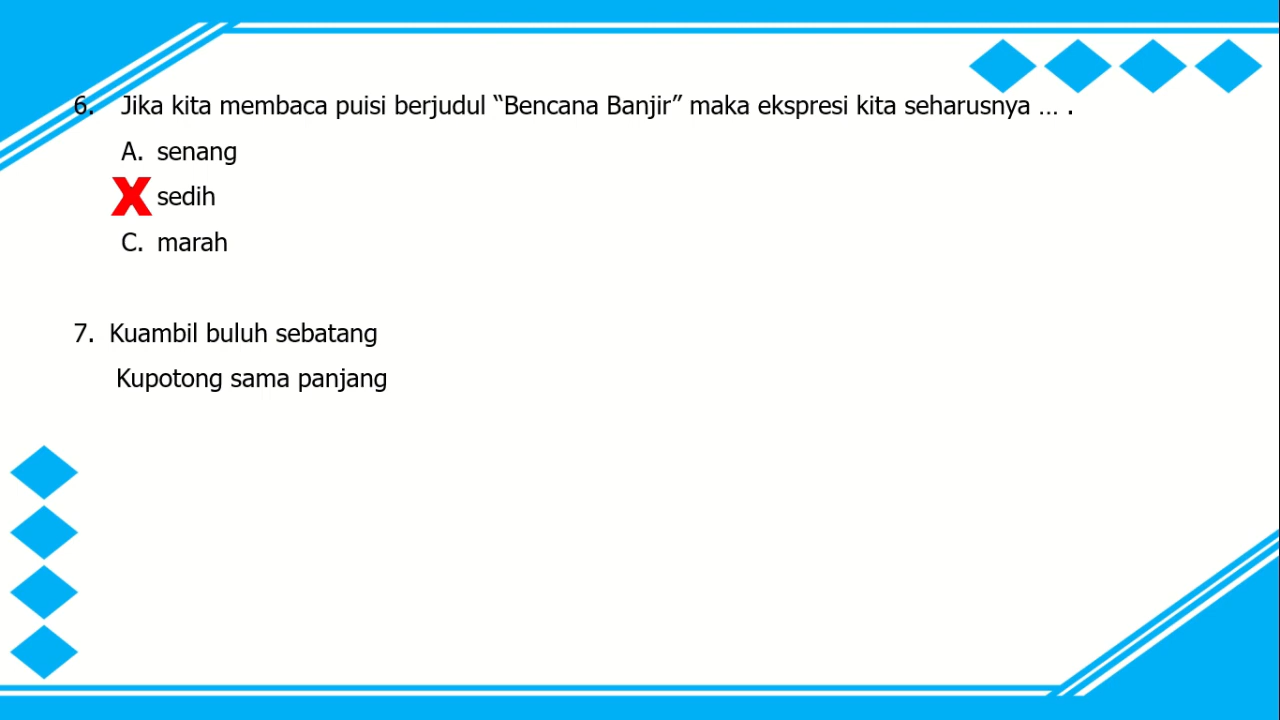 6. Jika kita membaca puisi berjudul “Bencana Banjir” maka ekspresi kita seharusnya ... .
A. senang
X sedih
C. marah
7. Kuambil buluh sebatang
Kupotong sama panjang